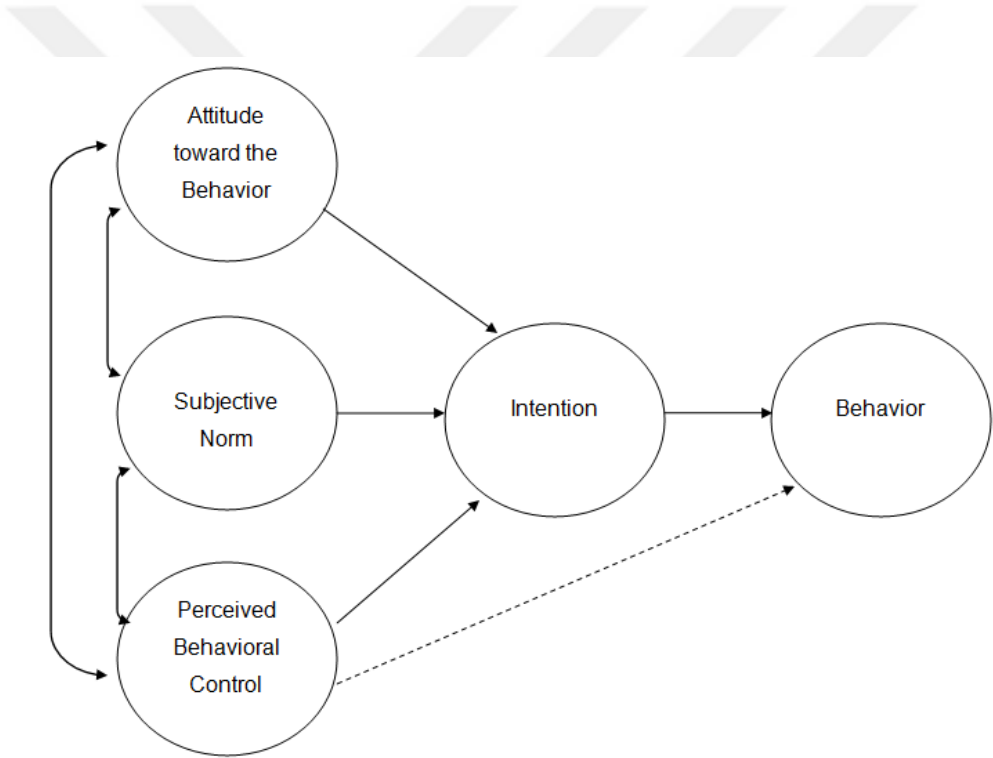 Attitude
toward the
Behavior
Subjective
Norm
Intention
Behavior
Perceived
Behavioral
Control